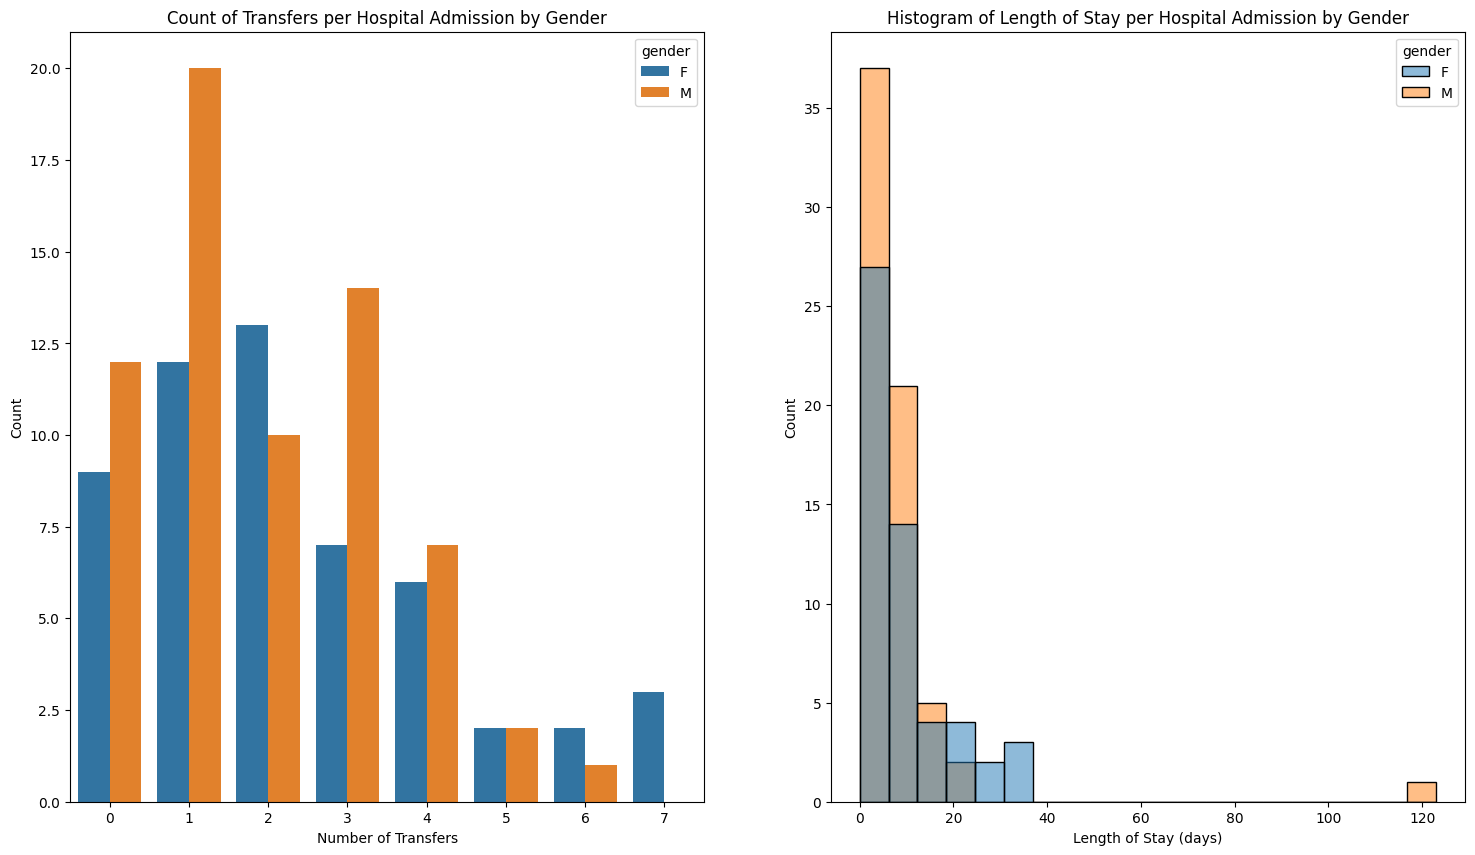 Count of Transfers per Hospital Admission by Gender
gender
F
M
20.0
17.5
15.0
12.5
10.0
7.5
5.0
2.5
0.0
Count
0 1 2 3 4 5 6 7
Number of Transfers
Histogram of Length of Stay per Hospital Admission by Gender
gender
F
M
35
30
25
20
15
10
5
0
Count
0 20 40 60 80 100 120
Length of Stay (days)